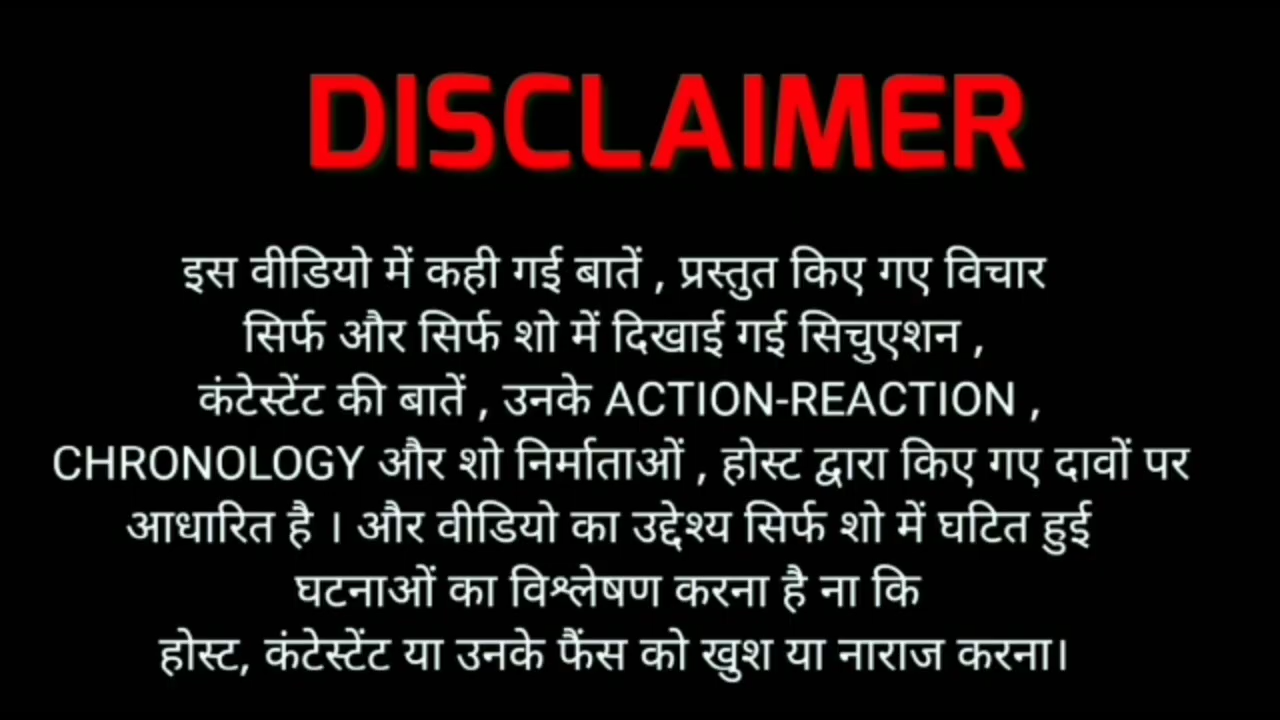 DISCLAIMER
इस वीडियो में कही गई बातें , प्रस्तुत किए गए विचार
सिर्फ और सिर्फ शो में दिखाई गई सिचुएशन ,
कंटेस्टेंट की बातें , उनके ACTION-REACTION ,
CHRONOLOGY और शो निर्माताओं , होस्ट द्वारा किए गए दावों पर
आधारित है । और वीडियो का उद्देश्य सिर्फ शो में घटित हुई
घटनाओं का विश्लेषण करना है ना कि
होस्ट, कंटेस्टेंट या उनके फैंस को खुश या नाराज करना।